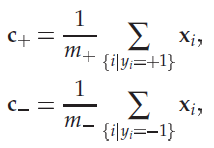 c₊ = 1/m₊ ∑_{i|yᵢ=+1} xᵢ,
c₋ = 1/m₋ ∑_{i|yᵢ=−1} xᵢ,